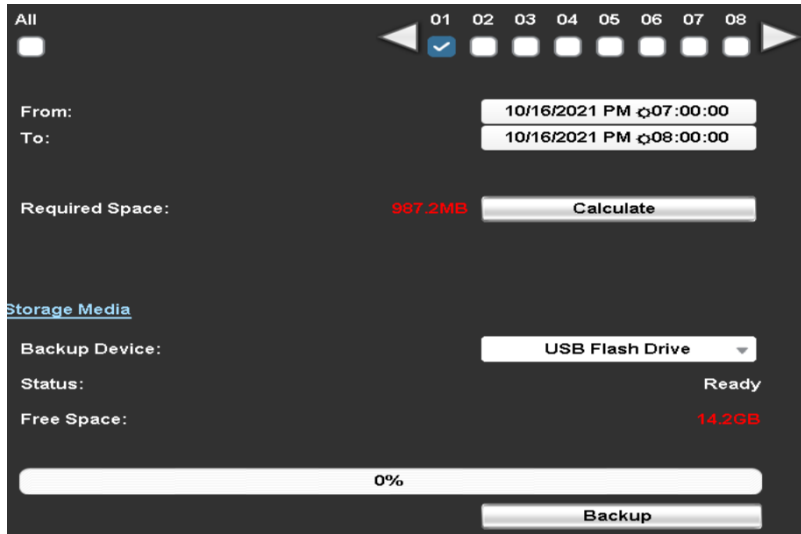 All 01 02 03 04 05 06 07 08
From: 10/16/2021 PM 07:00:00
To: 10/16/2021 PM 08:00:00
Required Space: 987.2MB Calculate
Storage Media
Backup Device: USB Flash Drive
Status: Ready
Free Space: 14.2GB
0%
Backup